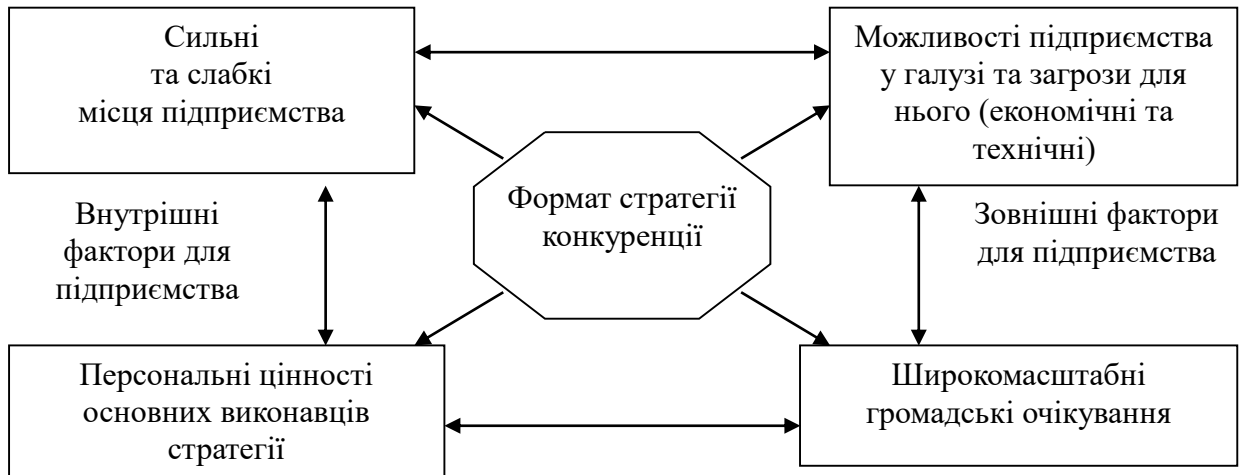 Сильні
та слабкі
місця підприємства
Можливості підприємства
у галузі та загрози для
нього (економічні та
технічні)
Формат стратегії
конкуренції
Внутрішні
фактори для
підприємства
Зовнішні фактори
для підприємства
Персональні цінності
основних виконавців
стратегії
Широкомасштабні
громадські очікування